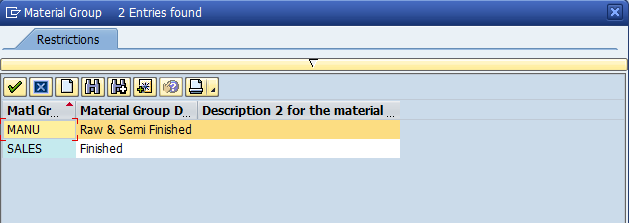 Material Group 2 Entries found
Restrictions
Matl Gr... Material Group D... Description 2 for the material ...
MANU Raw & Semi Finished
SALES Finished